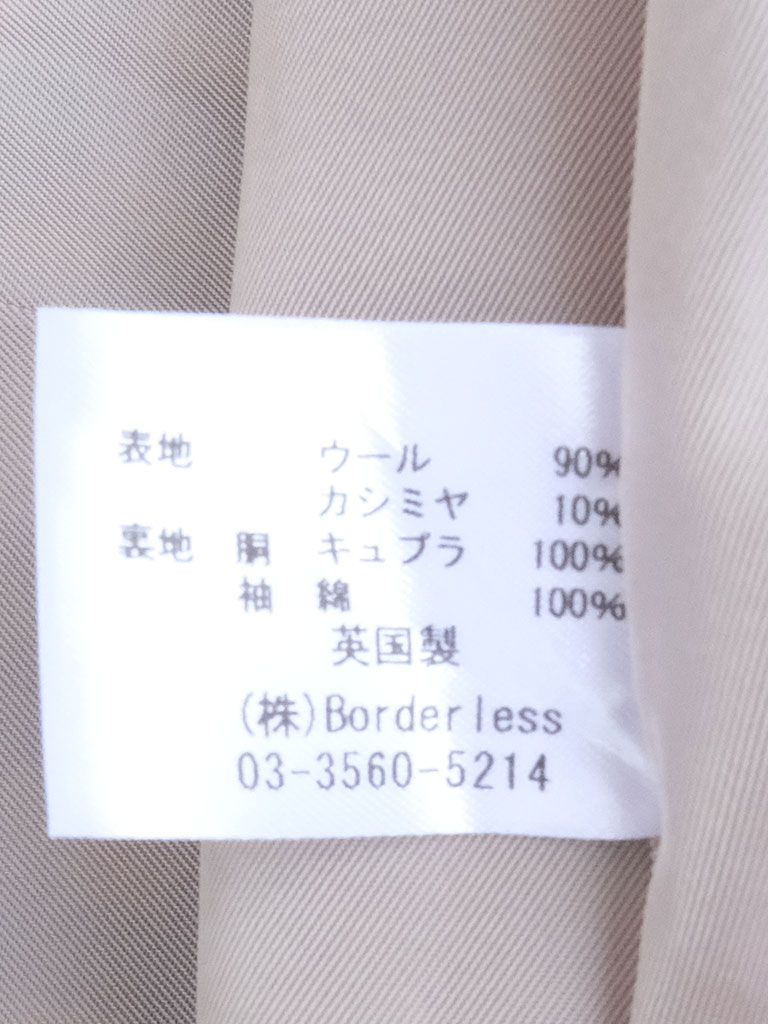 表地 ウール 90%
カシミヤ 10%
裏地 胴 キュプラ 100%
袖 綿 100%
英国製
(株)Borderless
03-3560-5214